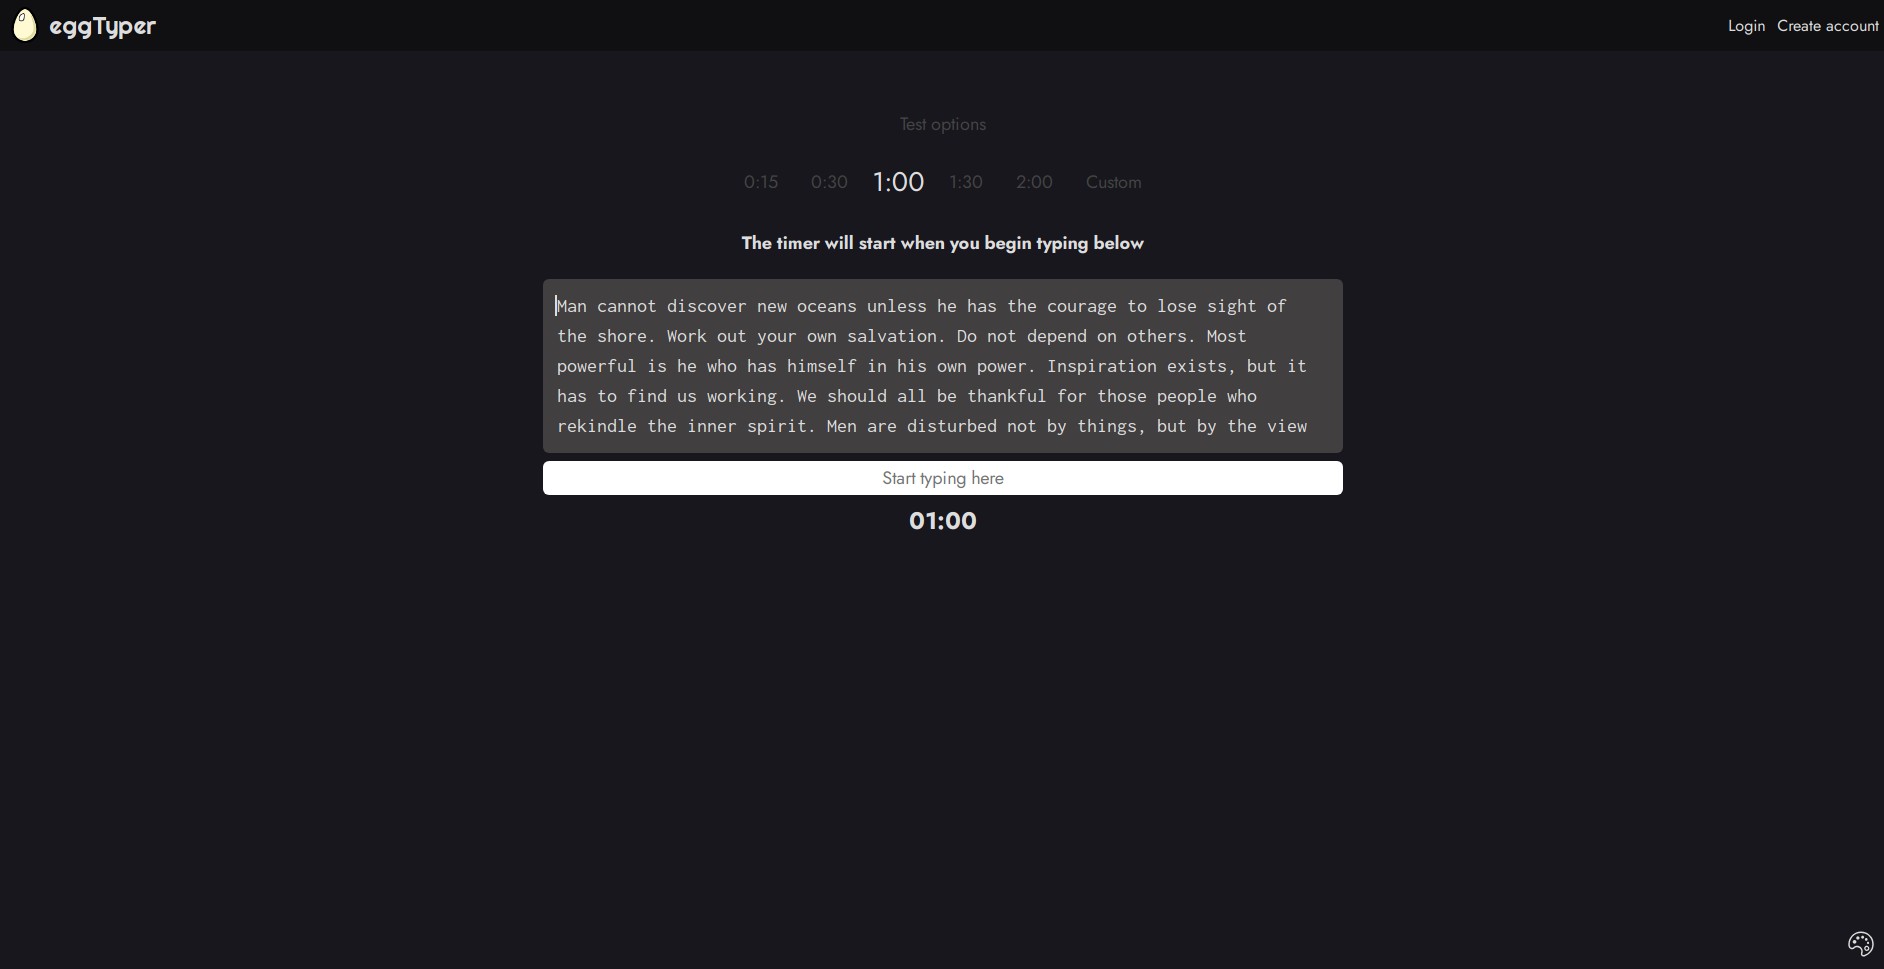 eggTyper
Login Create account
Test options
0:15 0:30 1:00 1:30 2:00 Custom
The timer will start when you begin typing below
Man cannot discover new oceans unless he has the courage to lose sight of
the shore. Work out your own salvation. Do not depend on others. Most
powerful is he who has himself in his own power. Inspiration exists, but it
has to find us working. We should all be thankful for those people who
rekindle the inner spirit. Men are disturbed not by things, but by the view
Start typing here
01:00